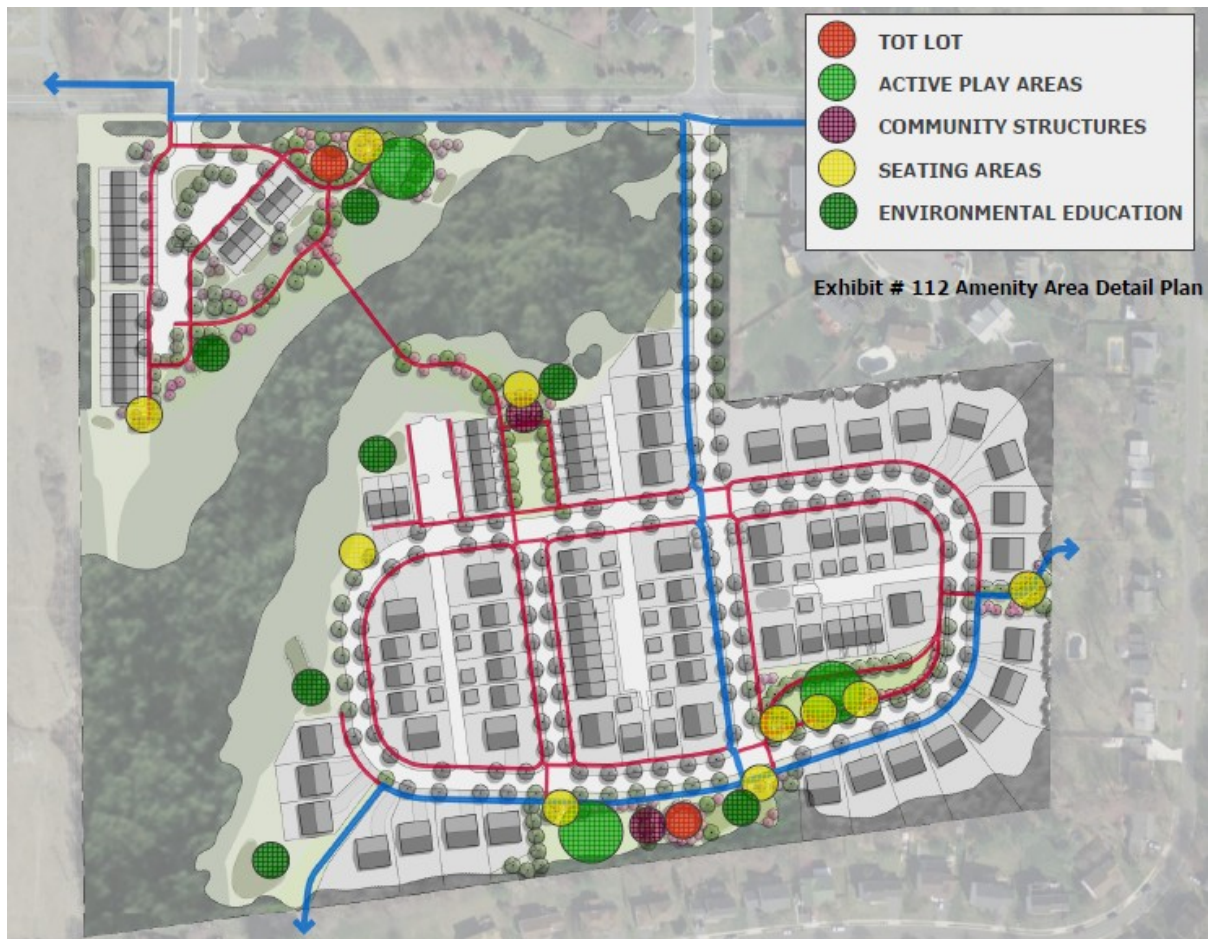 TOT LOT
ACTIVE PLAY AREAS
COMMUNITY STRUCTURES
SEATING AREAS
ENVIRONMENTAL EDUCATION
Exhibit # 112 Amenity Area Detail Plan